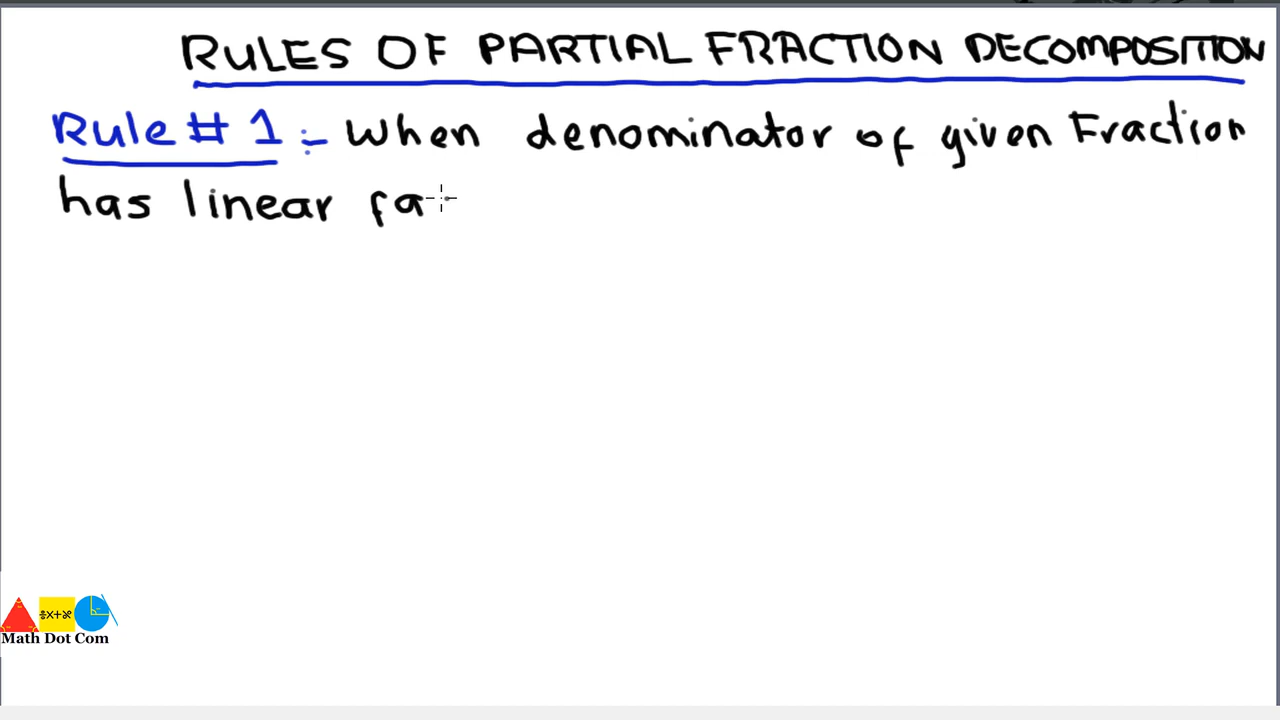 RULES OF PARTIAL FRACTION DECOMPOSITION
Rule # 1 :- When denominator of given Fraction
has linear fa
÷x+
Math Dot Com